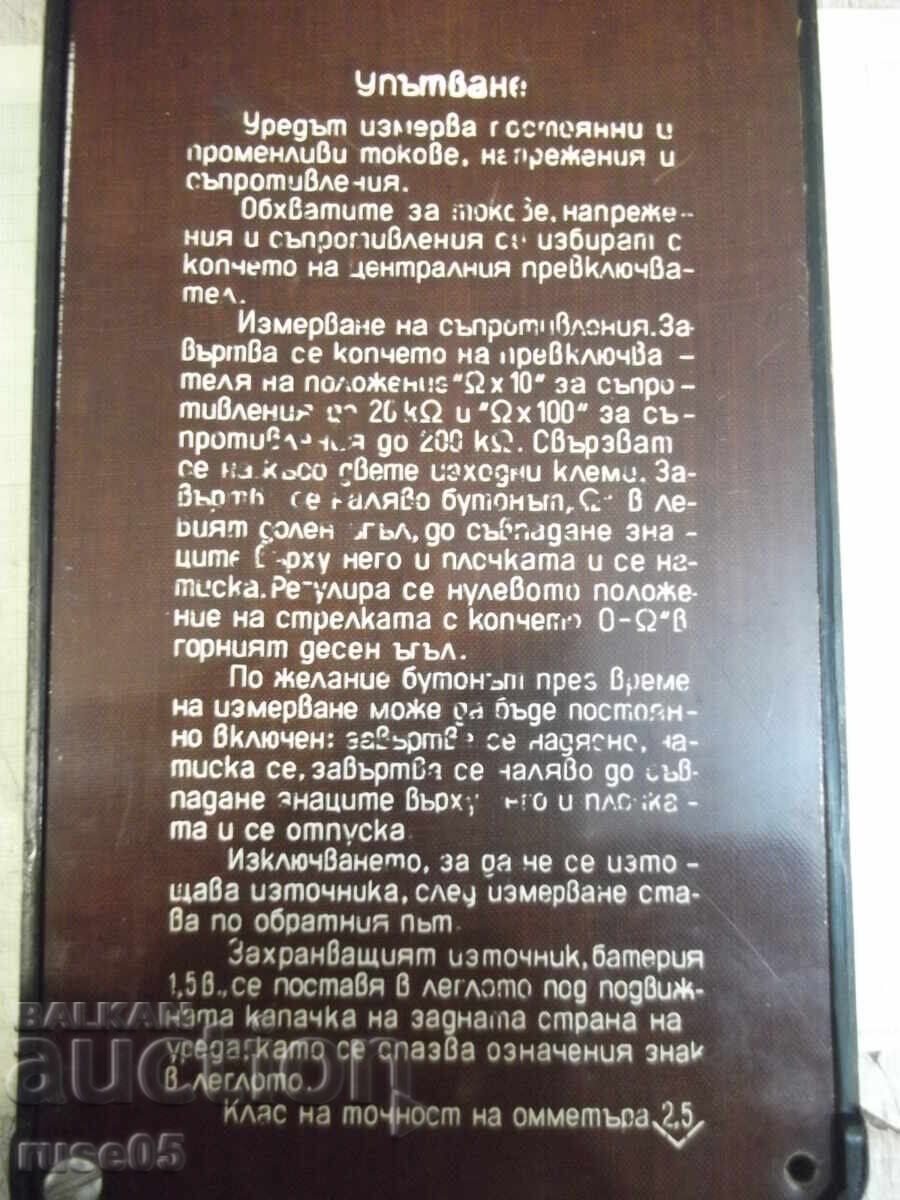 Упътване:
Уредът измерва постоянни и
променливи токове, напрежения и
съпротивления.
Обхватите за токове, напреже-
ния и съпротивления се избират с
копчето на централния превключва-
тел.
Измерване на съпротивления. За-
въртва се копчето на превключва-
теля на положение "Ωx10" за съпро-
тивления до 20 kΩ и "Ωx100" за съ-
противления до 200 kΩ. Свързват
се на късо двете изходни клеми. За-
въртва се наляво бутонът „Ω" в ле-
вият долен ъгъл, до съвпадане зна-
ците върху него и плочката и се на-
тиска. Регулира се нулевото положе-
ние на стрелката с копчето 0-Ω" в
горният десен ъгъл.
По желание бутонът през време
на измерване може да бъде постоян-
но включен: завъртва се надясно, на-
тиска се, завъртва се наляво до съв-
падане знаците върху него и плочка-
та и се отпуска
Изключването, за да не се изто-
щава източника, след измерване ста-
ва по обратния път.
Захранващият източник, батерия
1,5 в., се поставя в леглото под подвиж-
ната капачка на задната страна на
уреда, като се спазва означения знак
в леглото.
Клас на точност на омметъра 2,5
BALKAN
auction
ruse05